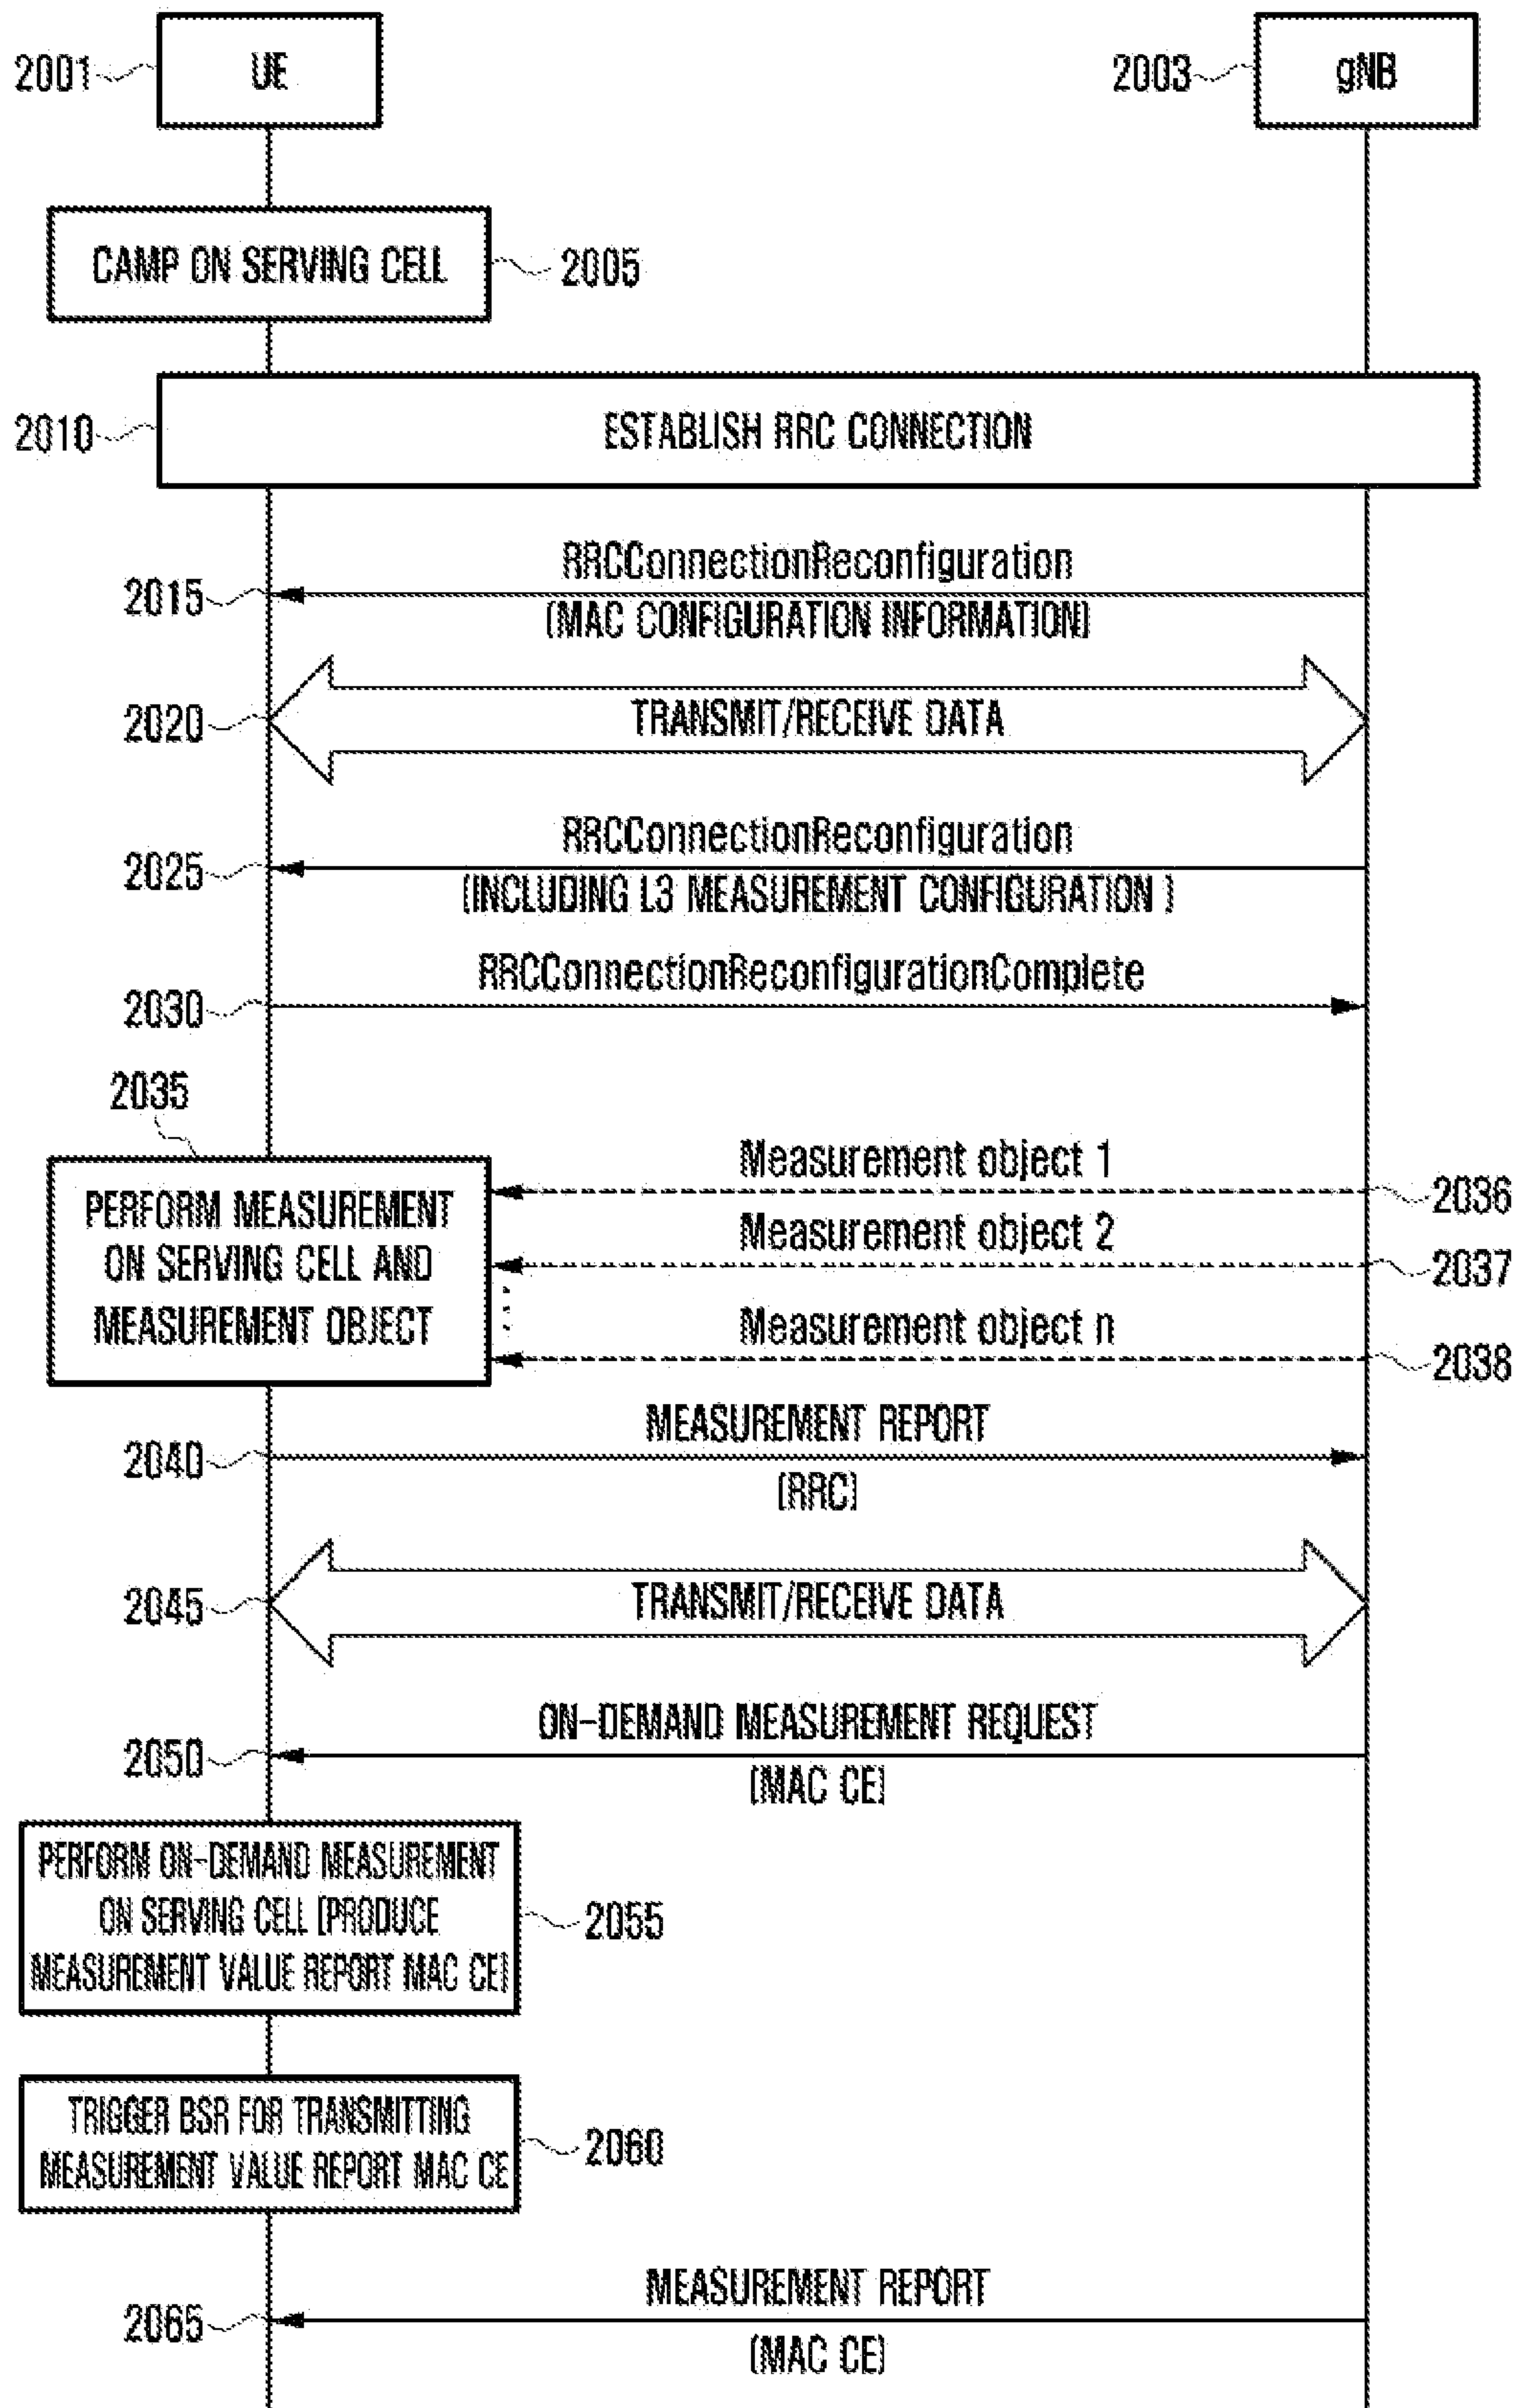 2001
UE
2003
gNB
CAMP ON SERVING CELL
2005
2010
ESTABLISH RRC CONNECTION
RRCConnectionReconfiguration
2015
(MAC CONFIGURATION INFORMATION)
2020
TRANSMIT/RECEIVE DATA
RRCConnectionReconfiguration
2025
(INCLUDING L3 MEASUREMENT CONFIGURATION )
RRCConnectionReconfigurationComplete
2030
2035
PERFORM MEASUREMENT
ON SERVING CELL AND
MEASUREMENT OBJECT
Measurement object 1
2036
Measurement object 2
2037
Measurement object n
2038
MEASUREMENT REPORT
2040
(RRC)
2045
TRANSMIT/RECEIVE DATA
ON-DEMAND MEASUREMENT REQUEST
2050
(MAC CE)
PERFORM ON-DEMAND MEASUREMENT
ON SERVING CELL (PRODUCE
MEASUREMENT VALUE REPORT MAC CE)
2055
TRIGGER BSR FOR TRANSMITTING
MEASUREMENT VALUE REPORT MAC CE
2060
MEASUREMENT REPORT
2065
(MAC CE)